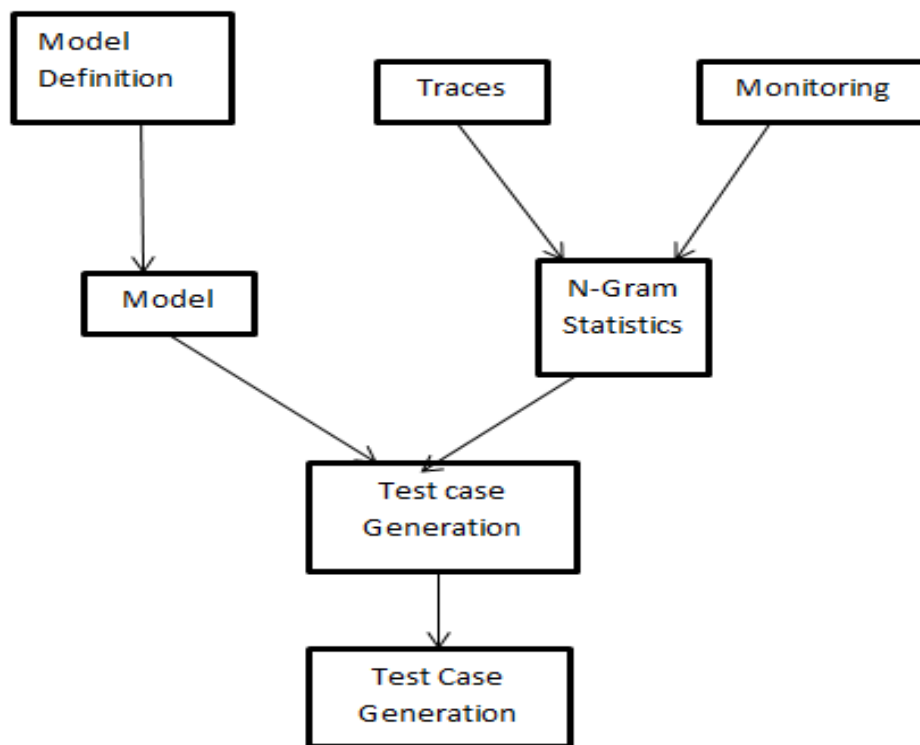 Model
Definition
Traces
Monitoring
Model
N-Gram
Statistics
Test case
Generation
Test Case
Generation